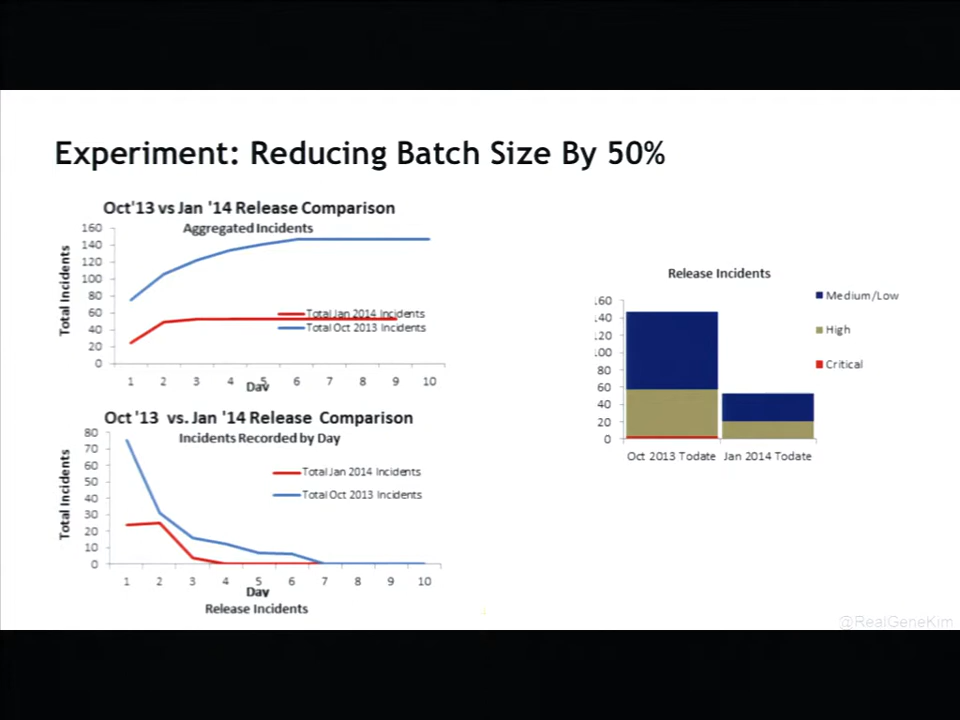 Experiment: Reducing Batch Size By 50%
Oct'13 vs Jan '14 Release Comparison
Aggregated Incidents
Total Incidents
160
140
120
100
80
60
40
20
0
Total Jan 2014 Incidents
Total Oct 2013 Incidents
1 2 3 4 5 6 7 8 9 10
Day
Oct '13 vs. Jan '14 Release Comparison
Incidents Recorded by Day
Total Incidents
80
70
60
50
40
30
20
10
0
Total Jan 2014 Incidents
Total Oct 2013 Incidents
1 2 3 4 5 6 7 8 9 10
Day
Release Incidents
Release Incidents
160
140
120
100
80
60
40
20
0
Oct 2013 Todate Jan 2014 Todate
Medium/Low
High
Critical
@RealGeneKim